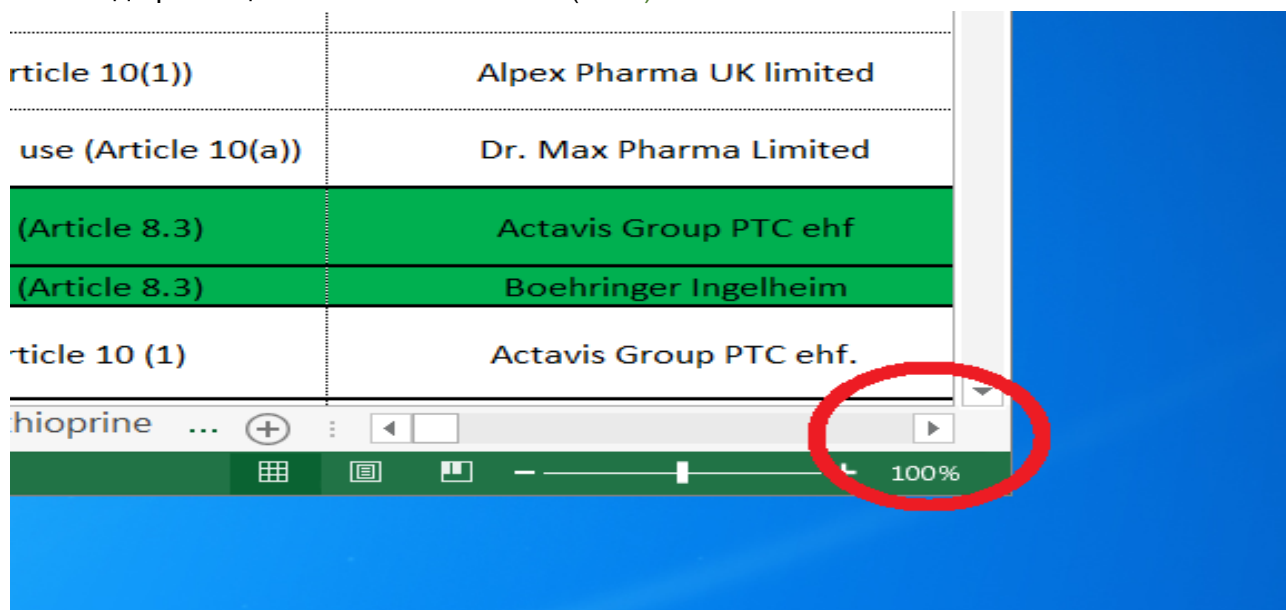 rticle 10(1)) Alpex Pharma UK limited
use (Article 10(a)) Dr. Max Pharma Limited
(Article 8.3) Actavis Group PTC ehf
(Article 8.3) Boehringer Ingelheim
rticle 10 (1) Actavis Group PTC ehf.
hioprine ...
100%